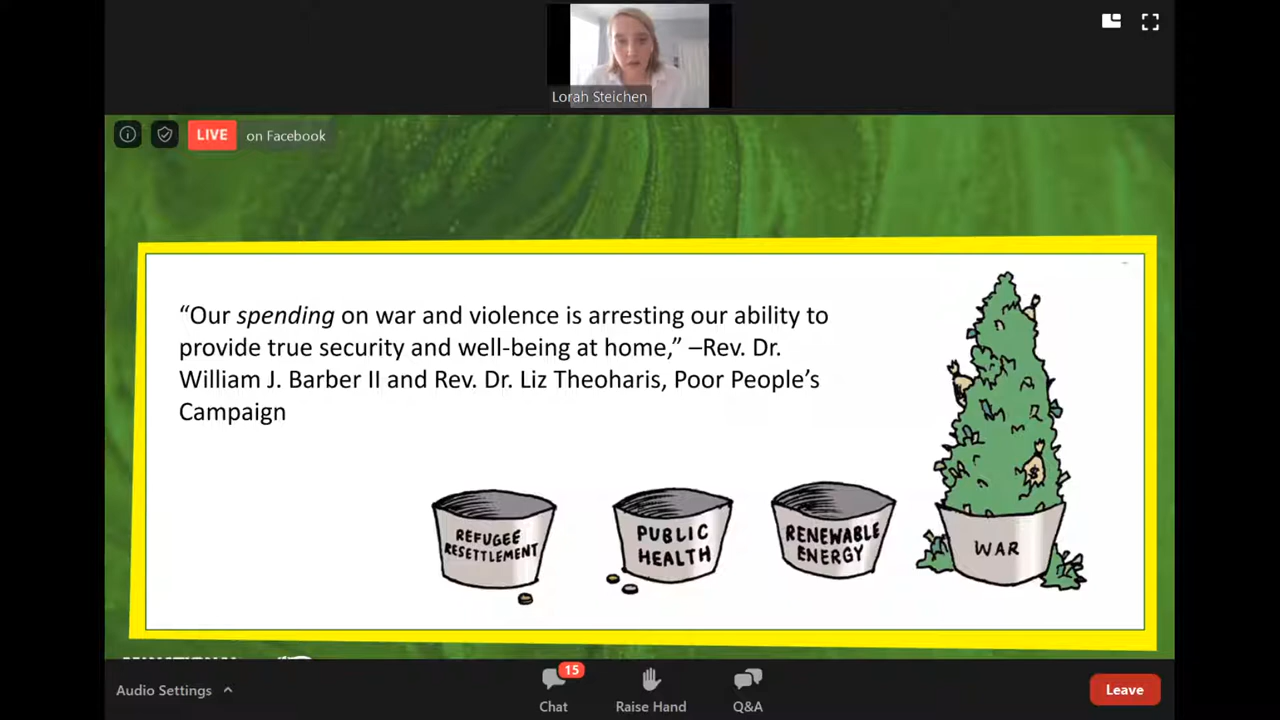 Lorah Steichen
LIVE on Facebook
“Our spending on war and violence is arresting our ability to
provide true security and well-being at home,” –Rev. Dr.
William J. Barber II and Rev. Dr. Liz Theoharis, Poor People’s
Campaign
REFUGEE
RESETTLEMENT
PUBLIC
HEALTH
RENEWABLE
ENERGY
$
WAR
Audio Settings
15
Chat
Raise Hand
Q&A
Leave